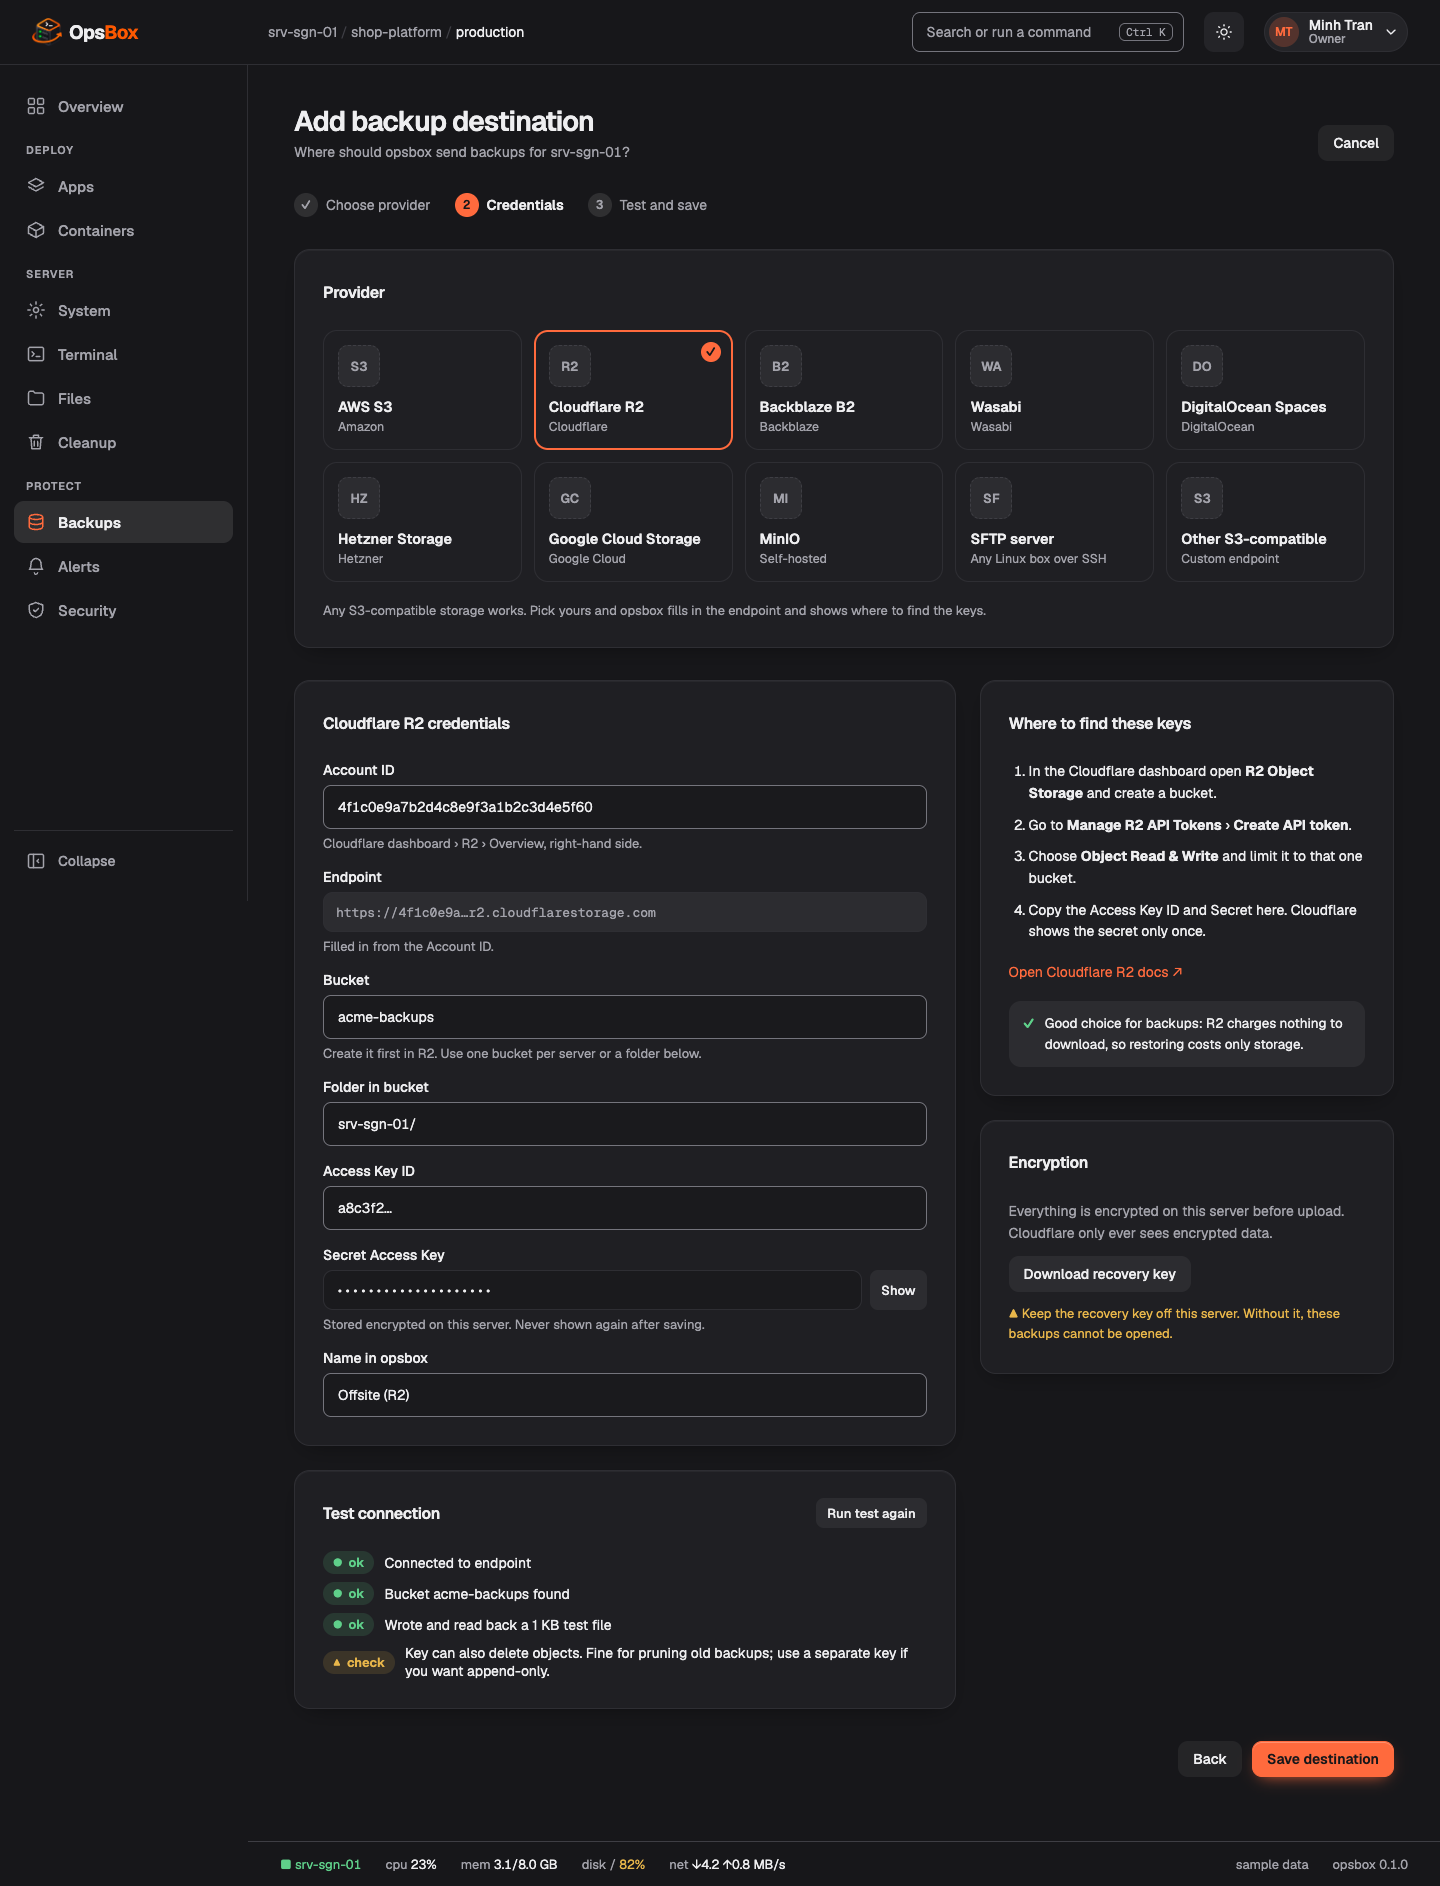 OpsBox
srv-sgn-01 / shop-platform / production
Search or run a command
Ctrl K
MT
Minh Tran
Owner
Overview
DEPLOY
Apps
Containers
SERVER
System
Terminal
Files
Cleanup
PROTECT
Backups
Alerts
Security
Collapse
Add backup destination
Where should opsbox send backups for srv-sgn-01?
Cancel
Choose provider
2 Credentials
3 Test and save
Provider
S3
AWS S3
Amazon
R2
Cloudflare R2
Cloudflare
B2
Backblaze B2
Backblaze
WA
Wasabi
Wasabi
DO
DigitalOcean Spaces
DigitalOcean
HZ
Hetzner Storage
Hetzner
GC
Google Cloud Storage
Google Cloud
MI
MinIO
Self-hosted
SF
SFTP server
Any Linux box over SSH
S3
Other S3-compatible
Custom endpoint
Any S3-compatible storage works. Pick yours and opsbox fills in the endpoint and shows where to find the keys.
Cloudflare R2 credentials
Account ID
4f1c0e9a7b2d4c8e9f3a1b2c3d4e5f60
Cloudflare dashboard › R2 › Overview, right-hand side.
Endpoint
https://4f1c0e9a…r2.cloudflarestorage.com
Filled in from the Account ID.
Bucket
acme-backups
Create it first in R2. Use one bucket per server or a folder below.
Folder in bucket
srv-sgn-01/
Access Key ID
a8c3f2…
Secret Access Key
••••••••••••••••••••
Show
Stored encrypted on this server. Never shown again after saving.
Name in opsbox
Offsite (R2)
Where to find these keys
1. In the Cloudflare dashboard open R2 Object
Storage and create a bucket.
2. Go to Manage R2 API Tokens › Create API token.
3. Choose Object Read & Write and limit it to that one
bucket.
4. Copy the Access Key ID and Secret here. Cloudflare
shows the secret only once.
Open Cloudflare R2 docs ↗
✓ Good choice for backups: R2 charges nothing to
download, so restoring costs only storage.
Encryption
Everything is encrypted on this server before upload.
Cloudflare only ever sees encrypted data.
Download recovery key
▲ Keep the recovery key off this server. Without it, these
backups cannot be opened.
Test connection
Run test again
● ok Connected to endpoint
● ok Bucket acme-backups found
● ok Wrote and read back a 1 KB test file
▲ check Key can also delete objects. Fine for pruning old backups; use a separate key if
you want append-only.
Back
Save destination
srv-sgn-01 cpu 23% mem 3.1/8.0 GB disk / 82% net ↓4.2 ↑0.8 MB/s
sample data opsbox 0.1.0